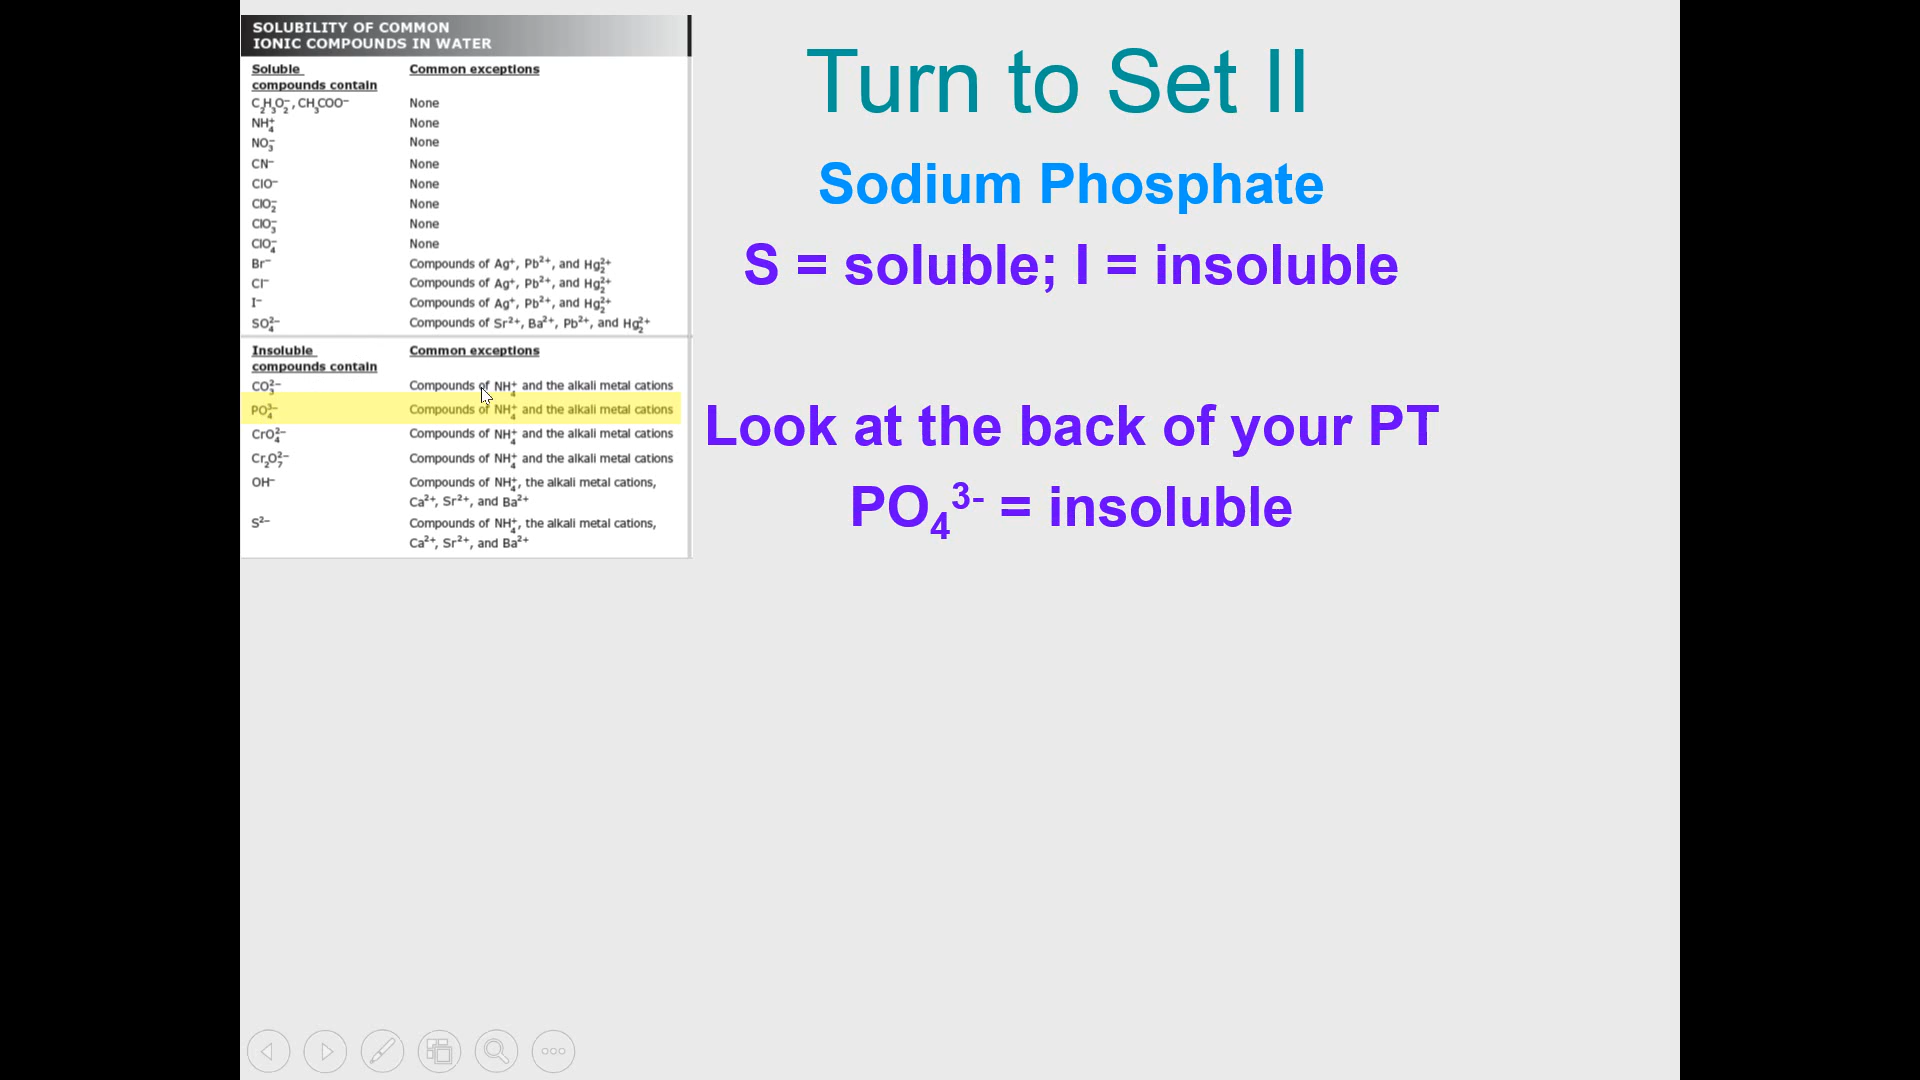 SOLUBILITY OF COMMON
IONIC COMPOUNDS IN WATER
Soluble compounds contain Common exceptions
C₂H₃O₂⁻, CH₃COO⁻ None
NH₄⁺ None
NO₃⁻ None
CN⁻ None
ClO⁻ None
ClO₂⁻ None
ClO₃⁻ None
ClO₄⁻ None
Br⁻ Compounds of Ag⁺, Pb²⁺, and Hg₂²⁺
Cl⁻ Compounds of Ag⁺, Pb²⁺, and Hg₂²⁺
I⁻ Compounds of Ag⁺, Pb²⁺, and Hg₂²⁺
SO₄²⁻ Compounds of Sr²⁺, Ba²⁺, Pb²⁺, and Hg₂²⁺
Insoluble compounds contain Common exceptions
CO₃²⁻ Compounds of NH₄⁺ and the alkali metal cations
PO₄³⁻ Compounds of NH₄⁺ and the alkali metal cations
CrO₄²⁻ Compounds of NH₄⁺ and the alkali metal cations
Cr₂O₇²⁻ Compounds of NH₄⁺ and the alkali metal cations
OH⁻ Compounds of NH₄⁺, the alkali metal cations,
Ca²⁺, Sr²⁺, and Ba²⁺
S²⁻ Compounds of NH₄⁺, the alkali metal cations,
Ca²⁺, Sr²⁺, and Ba²⁺
Turn to Set II
Sodium Phosphate
S = soluble; I = insoluble
Look at the back of your PT
PO₄³⁻ = insoluble